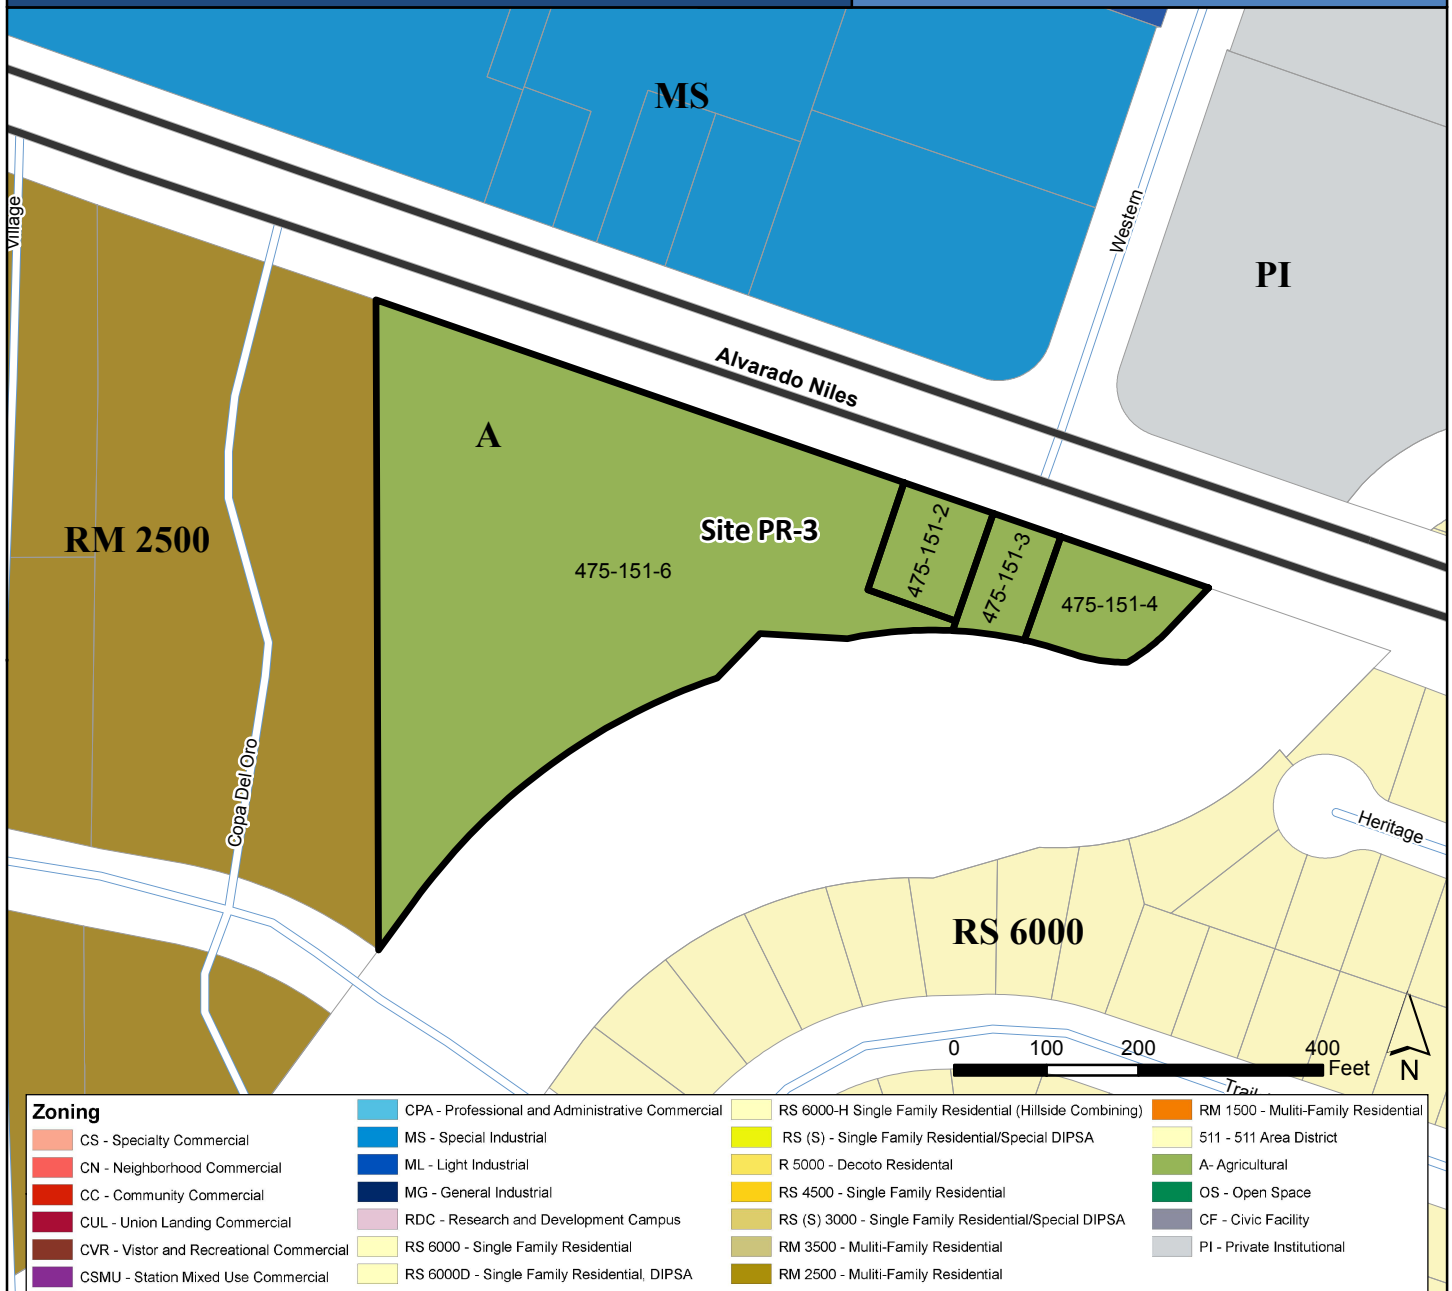 MS
Western
PI
Village
Alvarado Niles
A
RM 2500
Site PR-3
475-151-6
475-151-2
475-151-3
475-151-4
Copa Del Oro
Heritage
RS 6000
0 100 200 400
Feet
N
Trail
Zoning
CS - Specialty Commercial
CN - Neighborhood Commercial
CC - Community Commercial
CUL - Union Landing Commercial
CVR - Vistor and Recreational Commercial
CSMU - Station Mixed Use Commercial
CPA - Professional and Administrative Commercial
MS - Special Industrial
ML - Light Industrial
MG - General Industrial
RDC - Research and Development Campus
RS 6000 - Single Family Residential
RS 6000D - Single Family Residential, DIPSA
RS 6000-H Single Family Residential (Hillside Combining)
RS (S) - Single Family Residential/Special DIPSA
R 5000 - Decoto Residental
RS 4500 - Single Family Residential
RS (S) 3000 - Single Family Residential/Special DIPSA
RM 3500 - Muliti-Family Residential
RM 2500 - Muliti-Family Residential
RM 1500 - Muliti-Family Residential
511 - 511 Area District
A- Agricultural
OS - Open Space
CF - Civic Facility
PI - Private Institutional